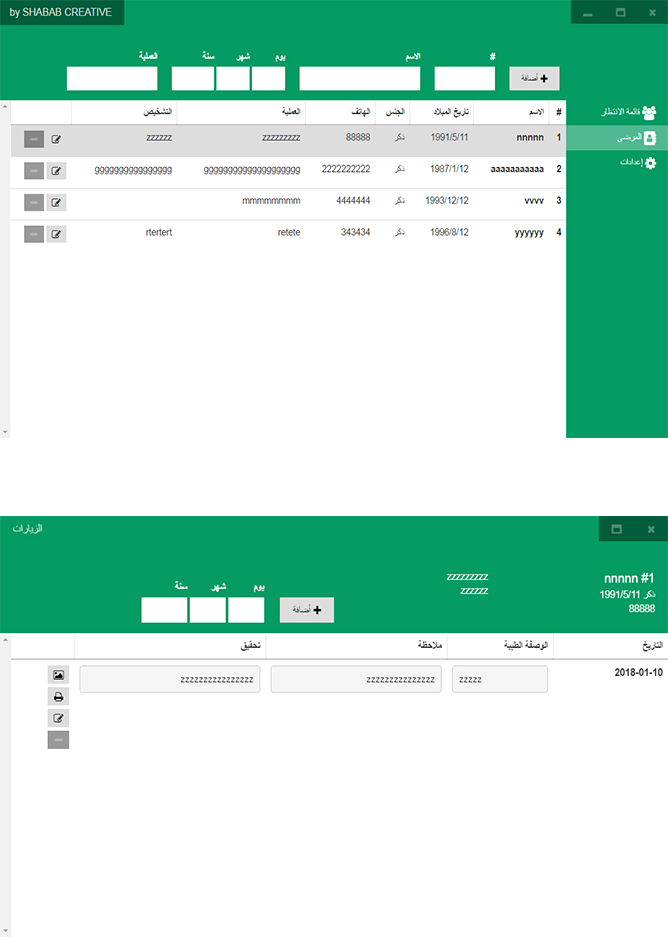 by SHABAB CREATIVE
# الاسم يوم شهر سنة العملية
أضافة
قائمة الانتظار
المرضى
إعدادات
# الاسم تاريخ الميلاد الجنس الهاتف العملية التشخيص
1 nnnnn 1991/5/11 ذكر 88888 zzzzzzzzz zzzzzz
2 aaaaaaaaaaa 1987/1/12 ذكر 2222222222 gggggggggggggggggggg gggggggggggggggg
3 vvvv 1993/12/12 ذكر 4444444 mmmmmmmm
4 yyyyyy 1996/8/12 ذكر 343434 retete rtertert
الزيارات
nnnnn #1
ذكر 1991/5/11
88888
zzzzzzzzz
zzzzzz
يوم شهر سنة
أضافة
التاريخ الوصفة الطبية ملاحظة تحقيق
2018-01-10 zzzzz zzzzzzzzzzzzzzz zzzzzzzzzzzzzzzz